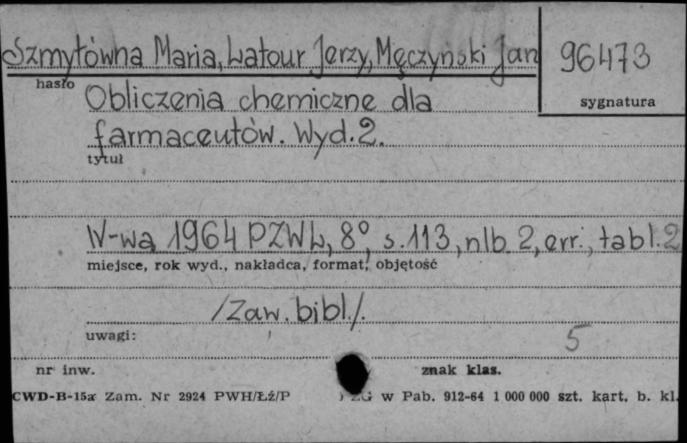 Szmytówna Maria, Latour Jerzy, Męczyński Jan
96473
hasło
sygnatura
Obliczenia chemiczne dla
farmaceutów. Wyd. 2.
tytuł
W-wa 1964 PZWL, 8°, s. 113, nlb. 2, err., tabl. 2
miejsce, rok wyd., nakładca, format, objętość
/Zaw. bibl./.
uwagi:
5
nr inw.
znak klas.
CWD-B-15a Zam. Nr 2924 PWH/Łź/P ZG w Pab. 912-64 1 000 000 szt. kart. b. kl.